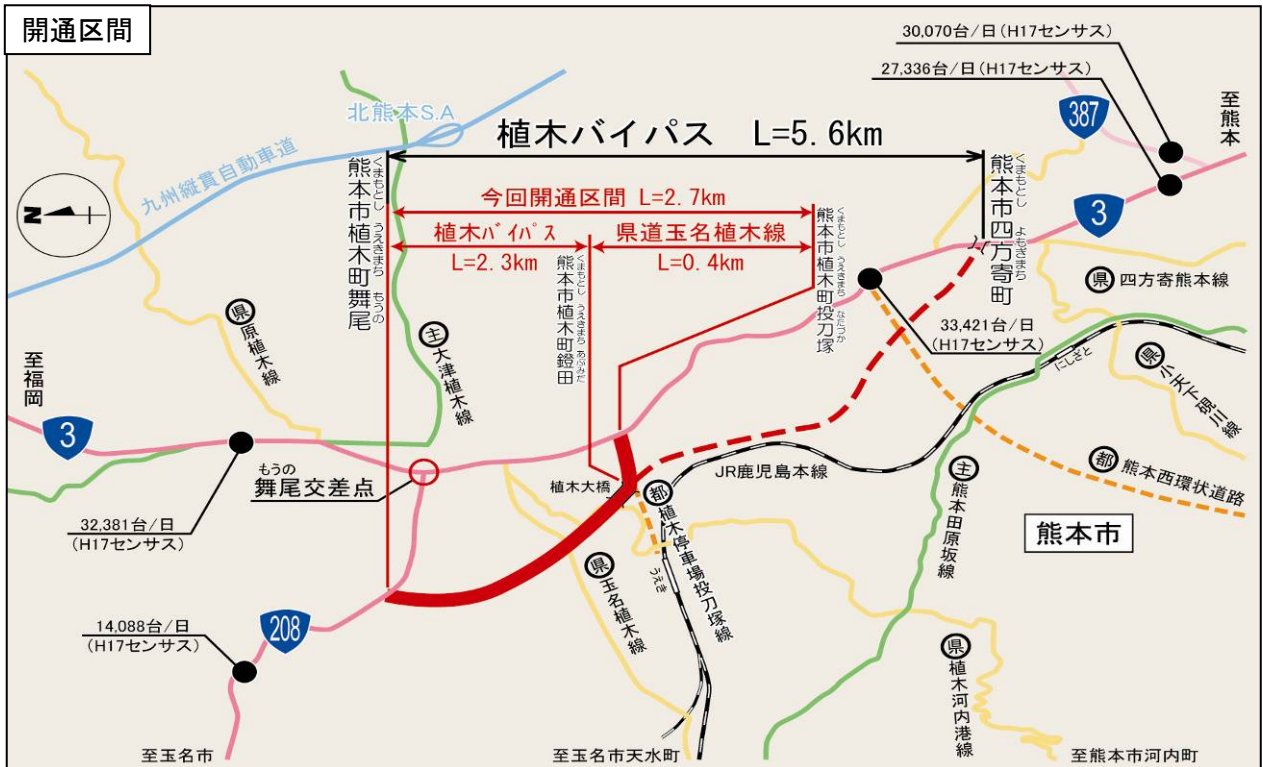 開通区間
30,070台/日(H17センサス)
27,336台/日(H17センサス)
387
至熊本
北熊本S.A
九州縦貫自動車道
植木バイパス L=5.6km
くまもとし うえきまち もうの
熊本市植木町舞尾
今回開通区間 L=2.7km
植木バイパス
L=2.3km
県道玉名植木線
L=0.4km
くまもとし うえきまち あぶみだ
熊本市植木町鐙田
くまもとし うえきまち なたづか
熊本市植木町投刀塚
くまもとし よもぎまち
熊本市四方寄町
3
N
県 四方寄熊本線
33,421台/日
(H17センサス)
にしざと
県 小天下硯川線
県 原植木線
主 大津植木線
至福岡
3
もうの
舞尾交差点
32,381台/日
(H17センサス)
植木大橋
JR鹿児島本線
都 植木停車場投刀塚線
うえき
主 熊本田原坂線
都 熊本西環状道路
熊本市
県 玉名植木線
14,088台/日
(H17センサス)
208
県 植木河内港線
至玉名市
至玉名市天水町
至熊本市河内町